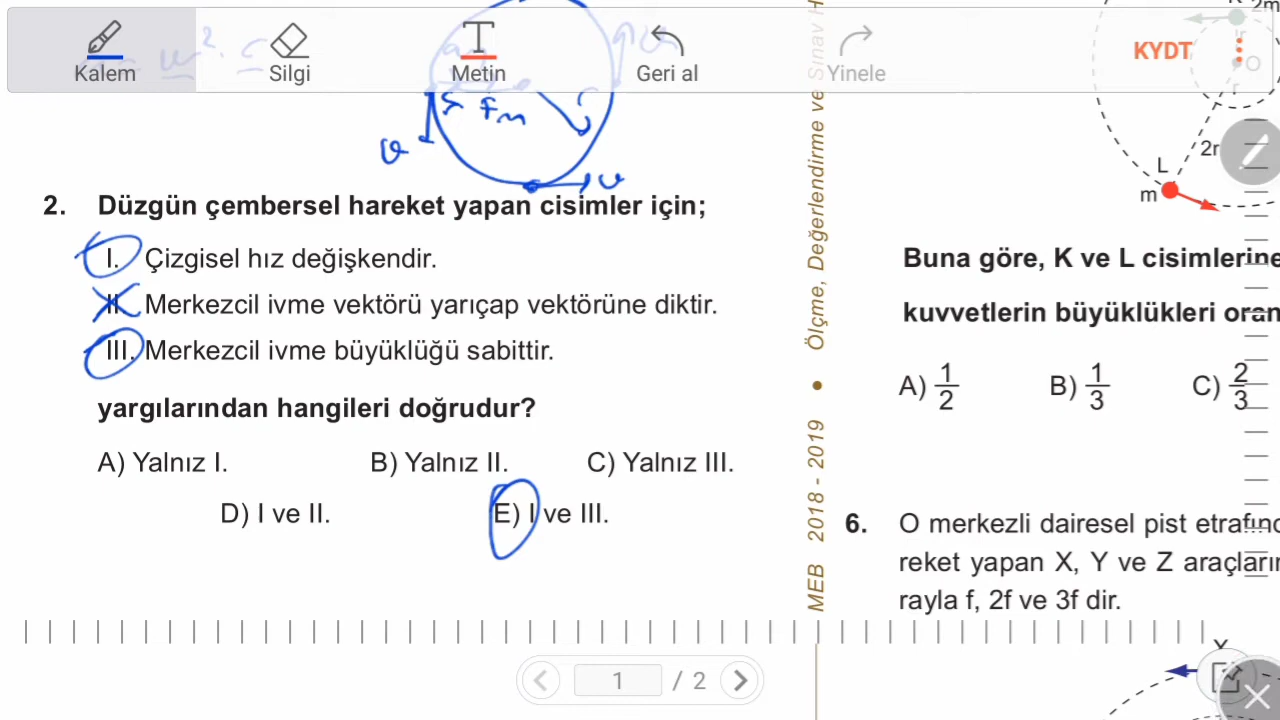 Kalem
Silgi
Metin
Geri al
Yinele
KYDT
2. Düzgün çembersel hareket yapan cisimler için;
I. Çizgisel hız değişkendir.
II. Merkezcil ivme vektörü yarıçap vektörüne diktir.
III. Merkezcil ivme büyüklüğü sabittir.
yargılarından hangileri doğrudur?
A) Yalnız I. B) Yalnız II. C) Yalnız III.
D) I ve II. E) I ve III.
MEB 2018 - 2019 • Ölçme, Değerlendirme ve Sınav H
2m
r
O
r
2r
L
m
Buna göre, K ve L cisimlerine
kuvvetlerin büyüklükleri oran
A) 1/2 B) 1/3 C) 2/3
6. O merkezli dairesel pist etrafınd
reket yapan X, Y ve Z araçların
rayla f, 2f ve 3f dir.
1 / 2